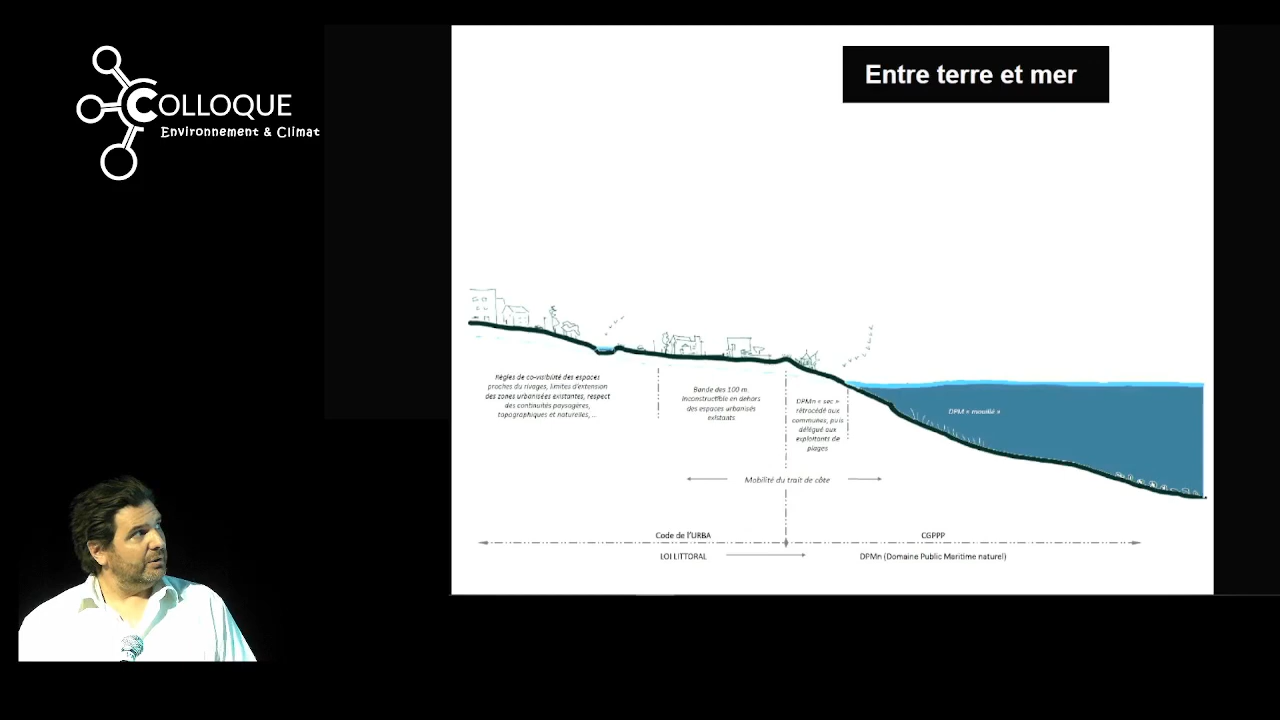 COLLOQUE
Environnement & Climat
Entre terre et mer
Règles de co-visibilité des espaces
proches du rivages, limites d'extension
des zones urbanisées existantes, respect
des continuités paysagères,
topographiques et naturelles, ...
Bande des 100 m.
Inconstructible en dehors
des espaces urbanisés
existants
DPMn « sec »
rétrocédé aux
communes, puis
délégué aux
exploitants de
plages
DPM « mouillé »
Mobilité du trait de côte
Code de l'URBA
CGPPP
LOI LITTORAL
DPMn (Domaine Public Maritime naturel)